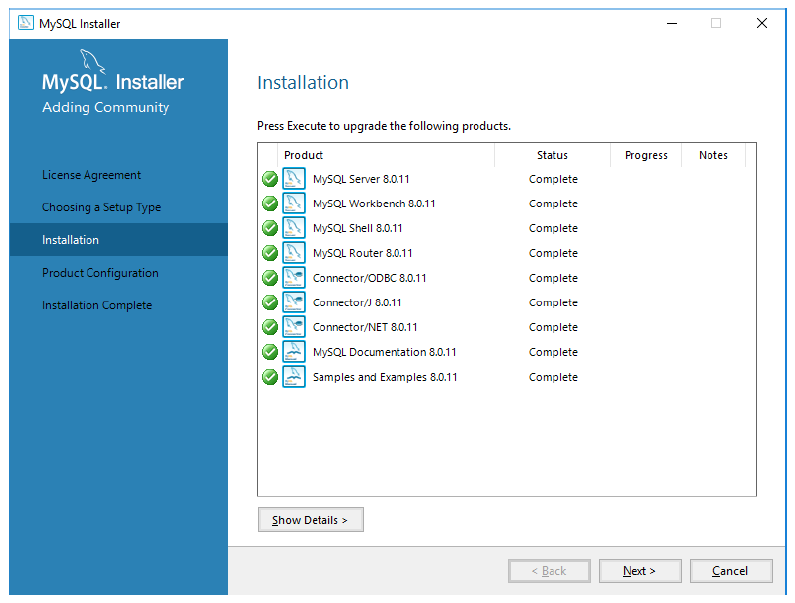 MySQL Installer
MySQL. Installer
Adding Community
License Agreement
Choosing a Setup Type
Installation
Product Configuration
Installation Complete
Installation
Press Execute to upgrade the following products.
Product Status Progress Notes
MySQL Server 8.0.11 Complete
MySQL Workbench 8.0.11 Complete
MySQL Shell 8.0.11 Complete
MySQL Router 8.0.11 Complete
Connector/ODBC 8.0.11 Complete
Connector/J 8.0.11 Complete
Connector/NET 8.0.11 Complete
MySQL Documentation 8.0.11 Complete
Samples and Examples 8.0.11 Complete
Show Details >
< Back Next > Cancel